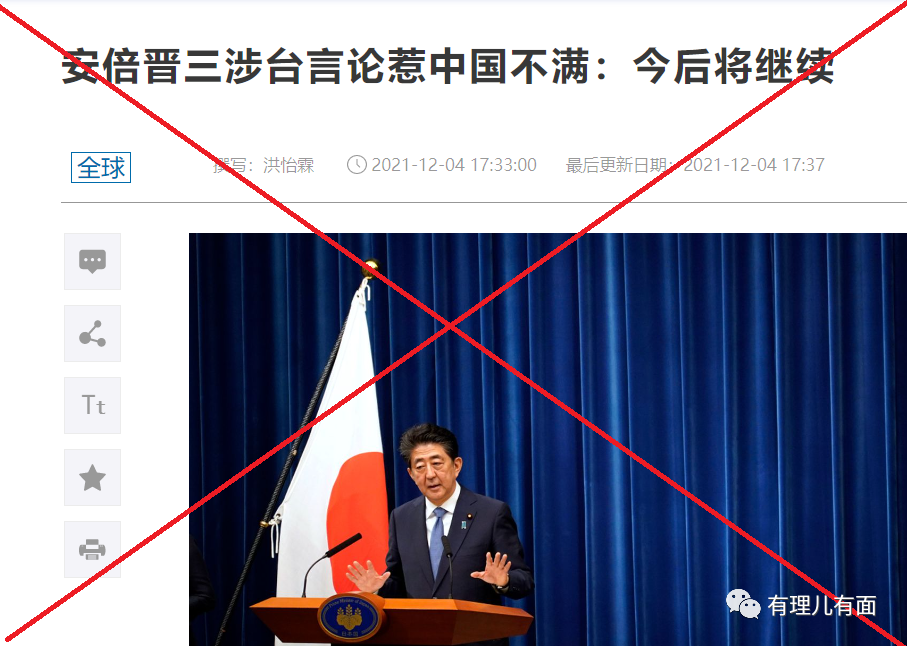 安倍晋三涉台言论惹中国不满：今后将继续
全球
撰写：洪怡霖
2021-12-04 17:33:00
最后更新日期：2021-12-04 17:37
Tt
有理儿有面